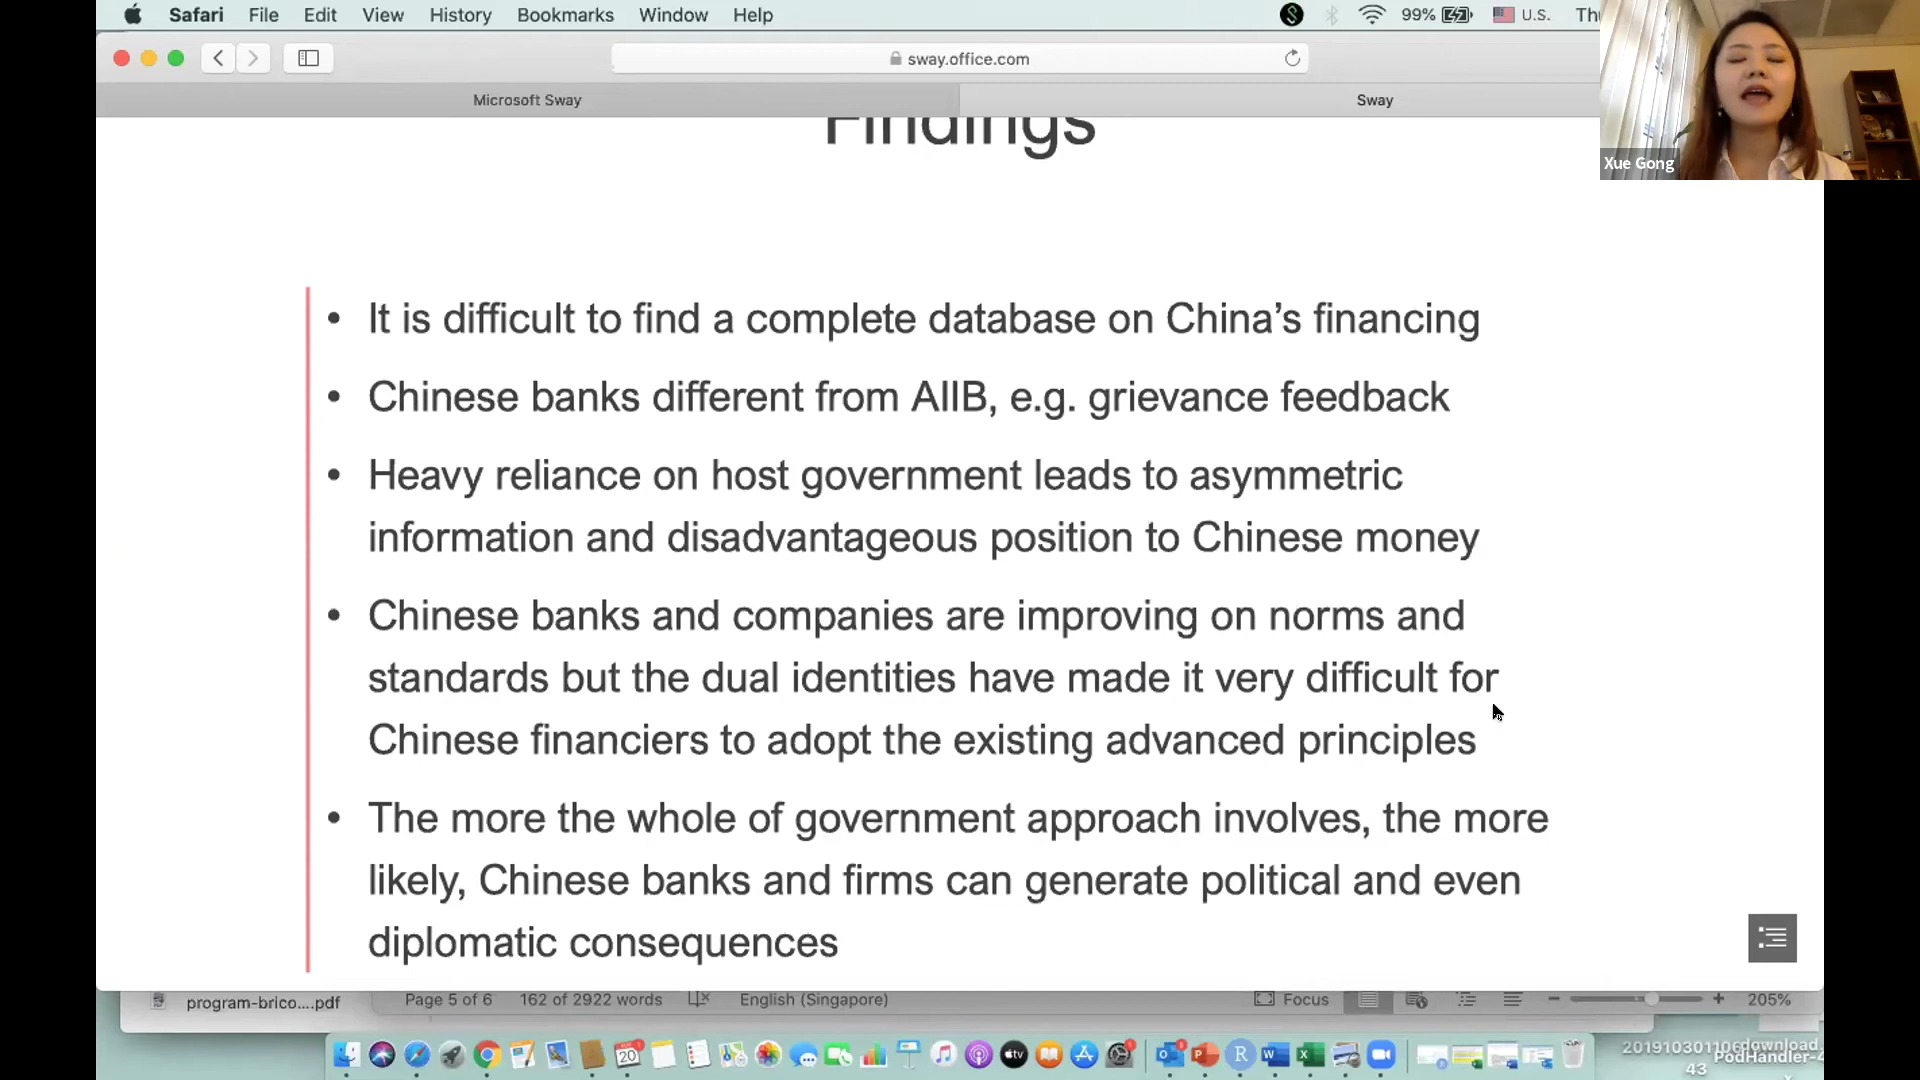 Safari File Edit View History Bookmarks Window Help 99% U.S. Thu
sway.office.com
Microsoft Sway Sway
Xue Gong
Findings
• It is difficult to find a complete database on China’s financing
• Chinese banks different from AIIB, e.g. grievance feedback
• Heavy reliance on host government leads to asymmetric
information and disadvantageous position to Chinese money
• Chinese banks and companies are improving on norms and
standards but the dual identities have made it very difficult for
Chinese financiers to adopt the existing advanced principles
• The more the whole of government approach involves, the more
likely, Chinese banks and firms can generate political and even
diplomatic consequences
program-brico....pdf Page 5 of 6 162 of 2922 words English (Singapore) Focus 205%
20
43